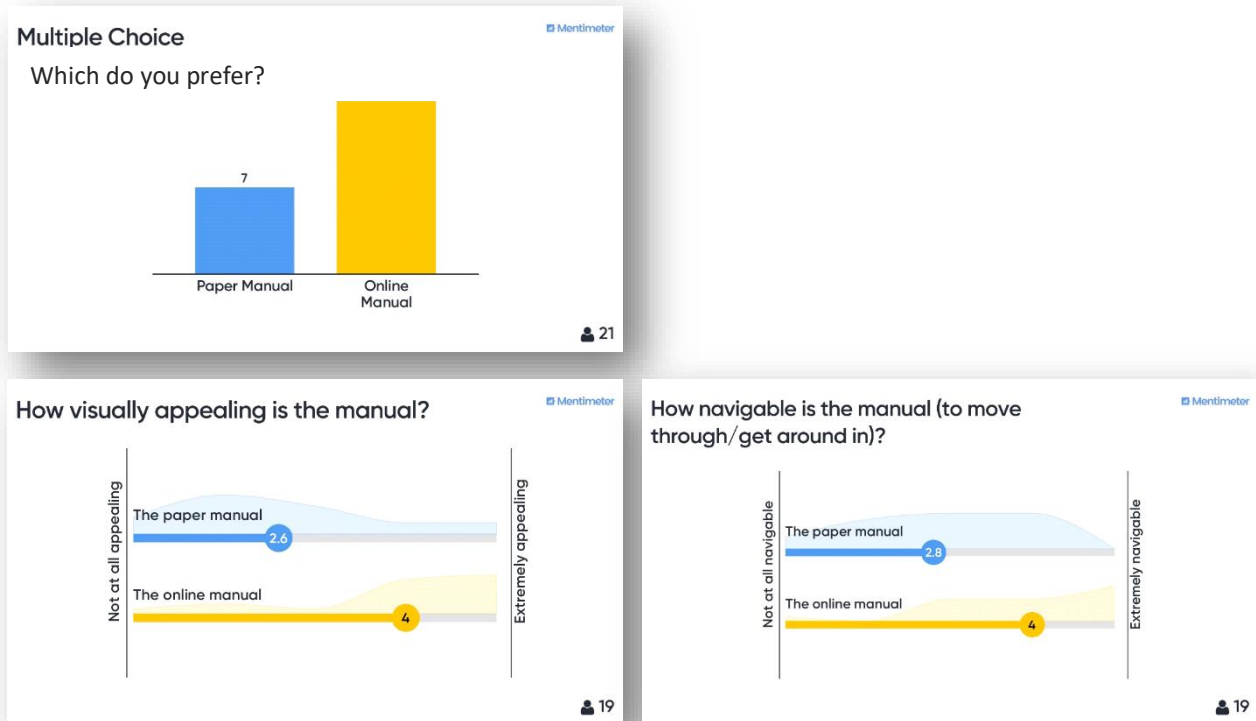 Multiple Choice
Mentimeter
Which do you prefer?
7
Paper Manual
Online
Manual
21
How visually appealing is the manual?
Mentimeter
Not at all appealing
The paper manual
2.6
The online manual
4
Extremely appealing
19
How navigable is the manual (to move
through/get around in)?
Mentimeter
Not at all navigable
The paper manual
2.8
The online manual
4
Extremely navigable
19